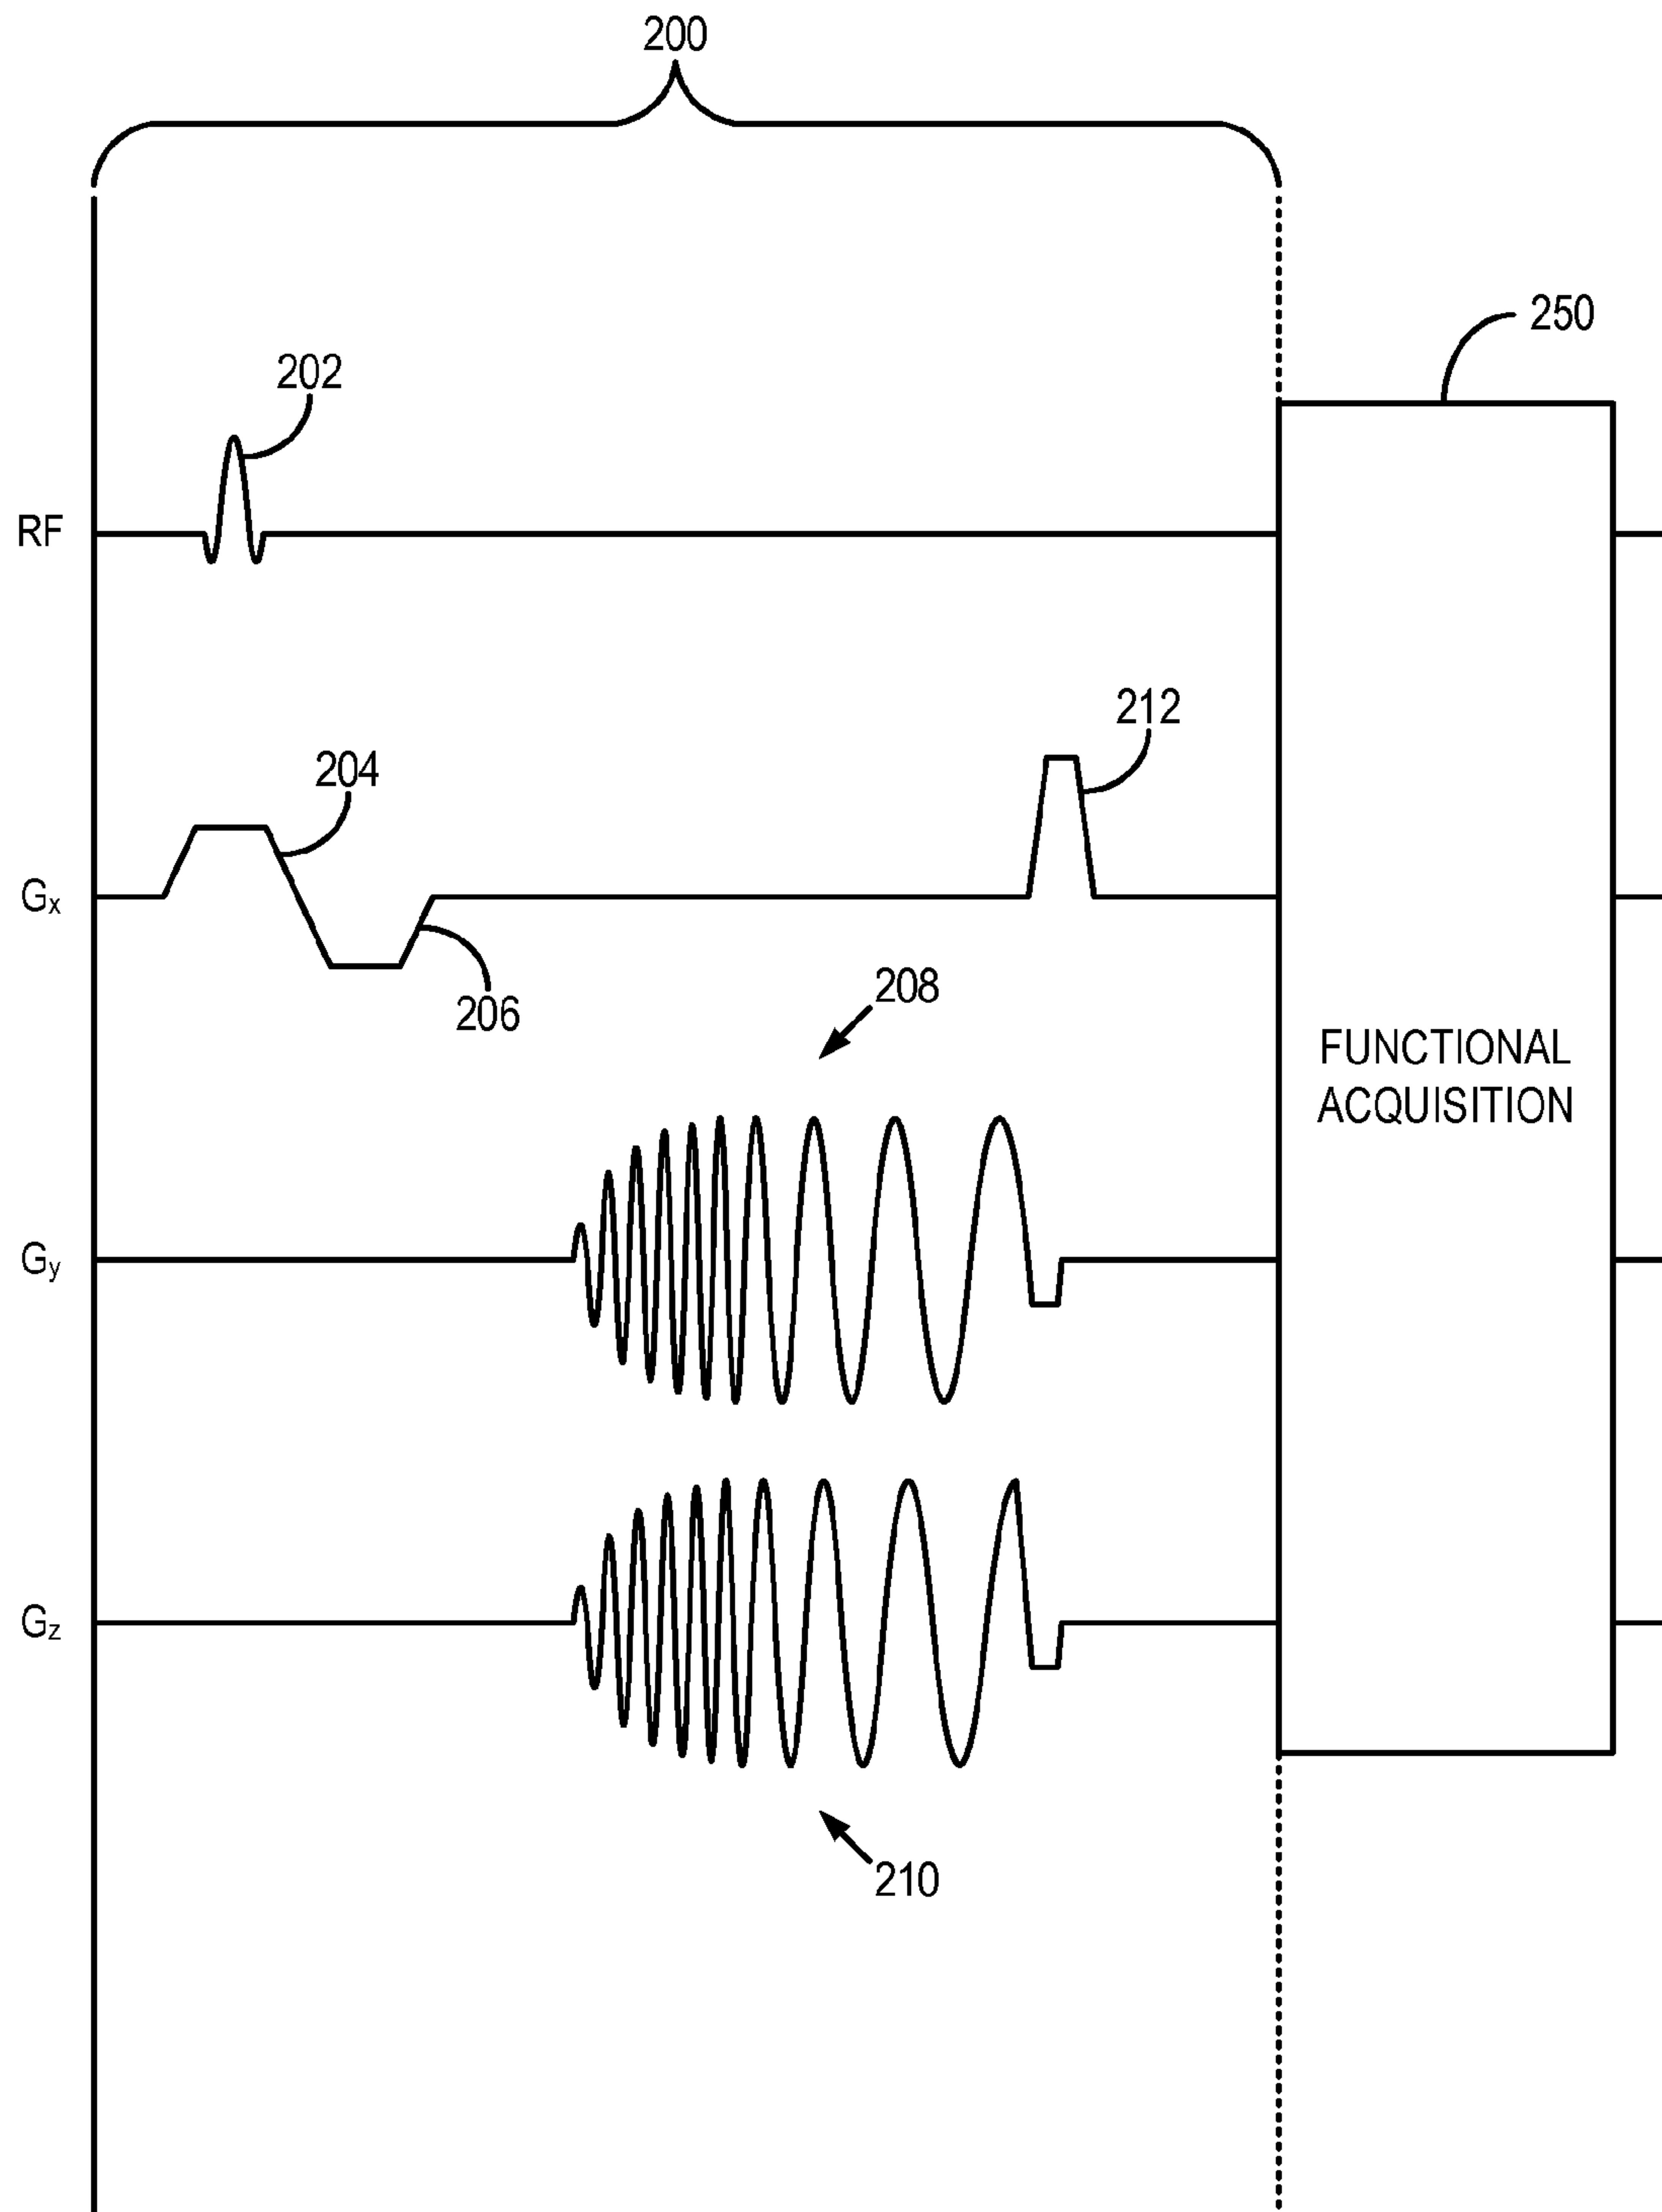 200
250
202
RF
212
204
Gx
206
208
FUNCTIONAL
ACQUISITION
Gy
Gz
210